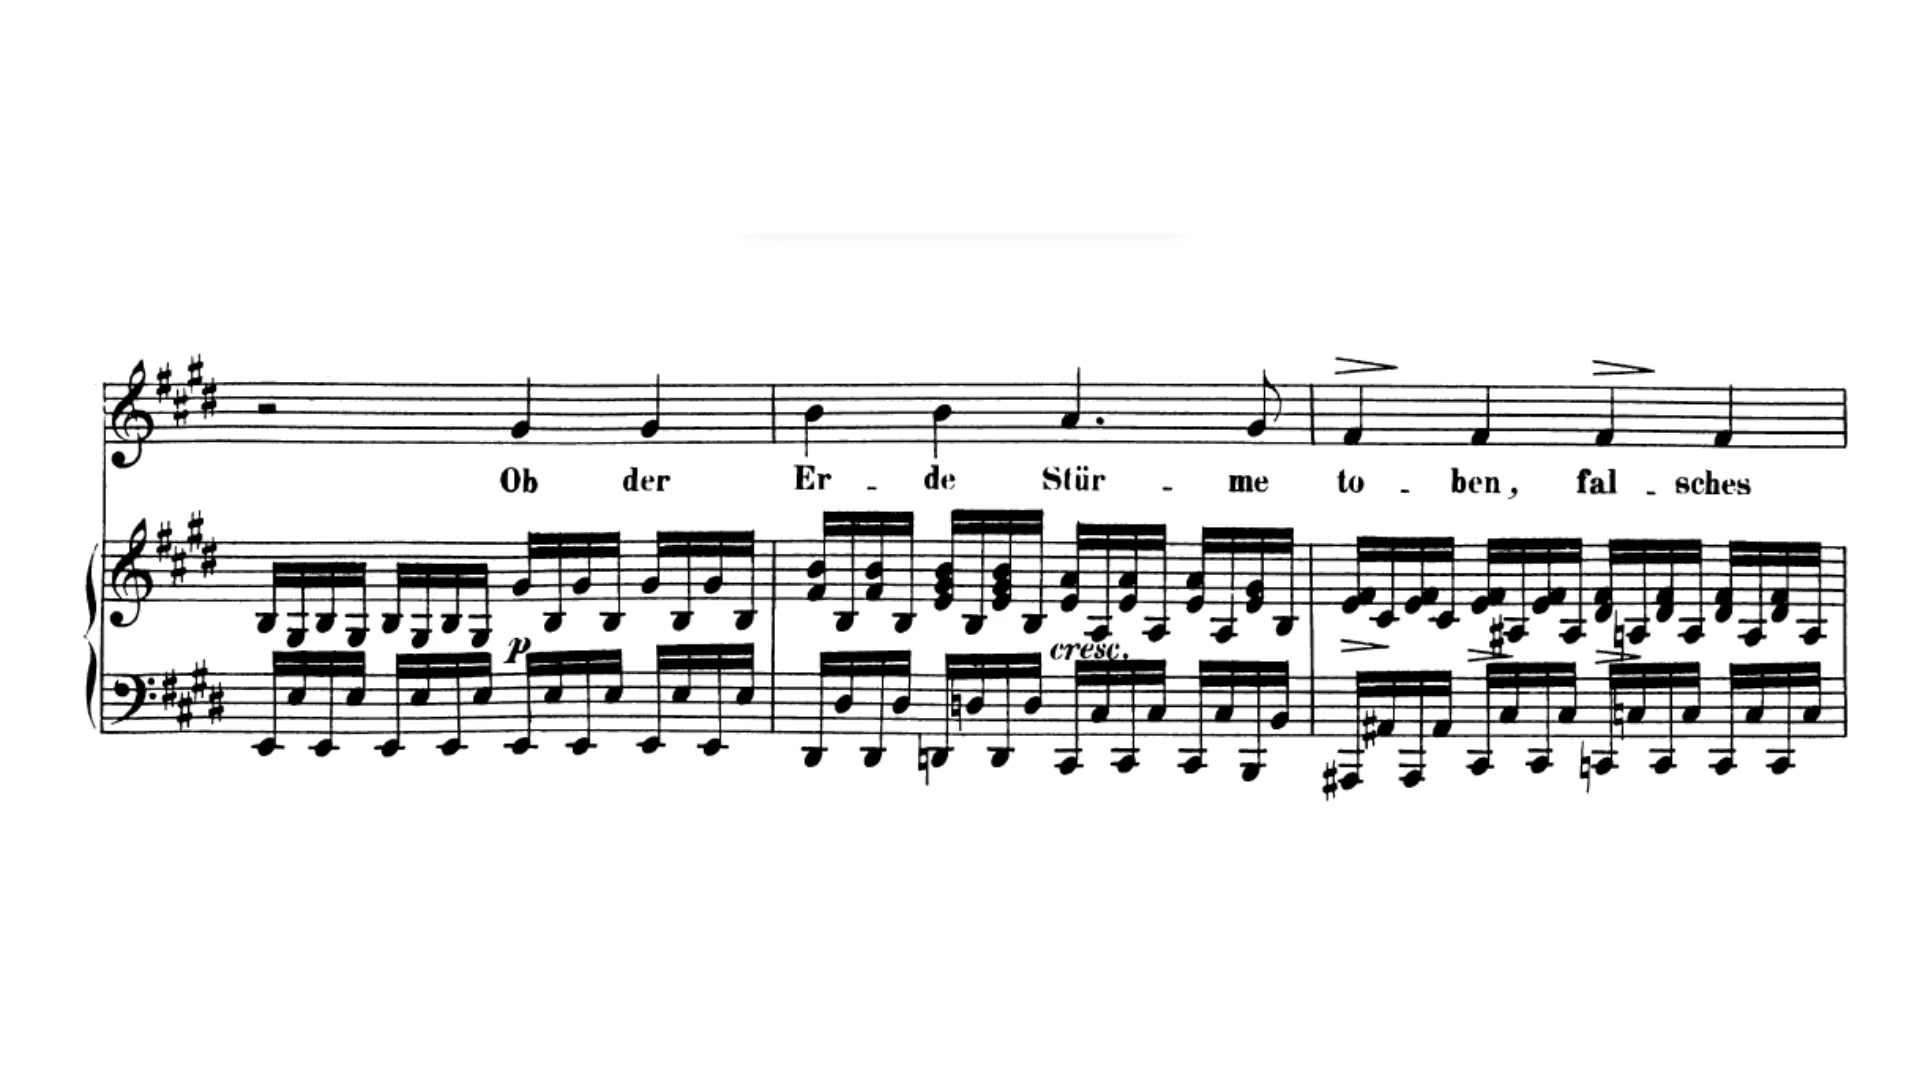 Ob der Er - de Stür - me to - ben, fal - sches
p cresc.